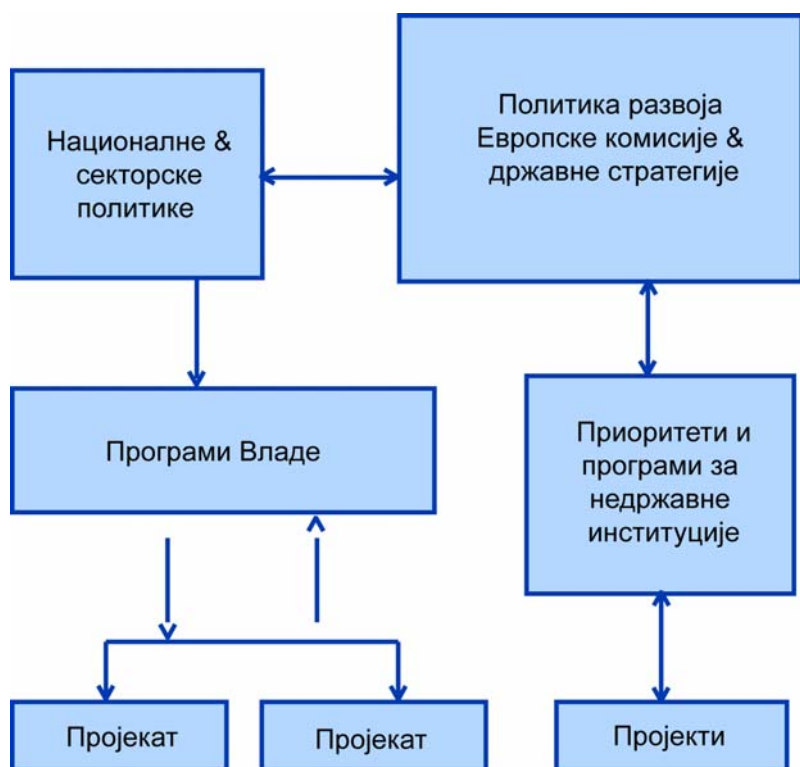 Националне &
секторске
политике
Политика развоја
Европске комисије &
државне стратегије
Програми Владе
Приоритети и
програми за
недржавне
институције
Пројекат
Пројекат
Пројекти